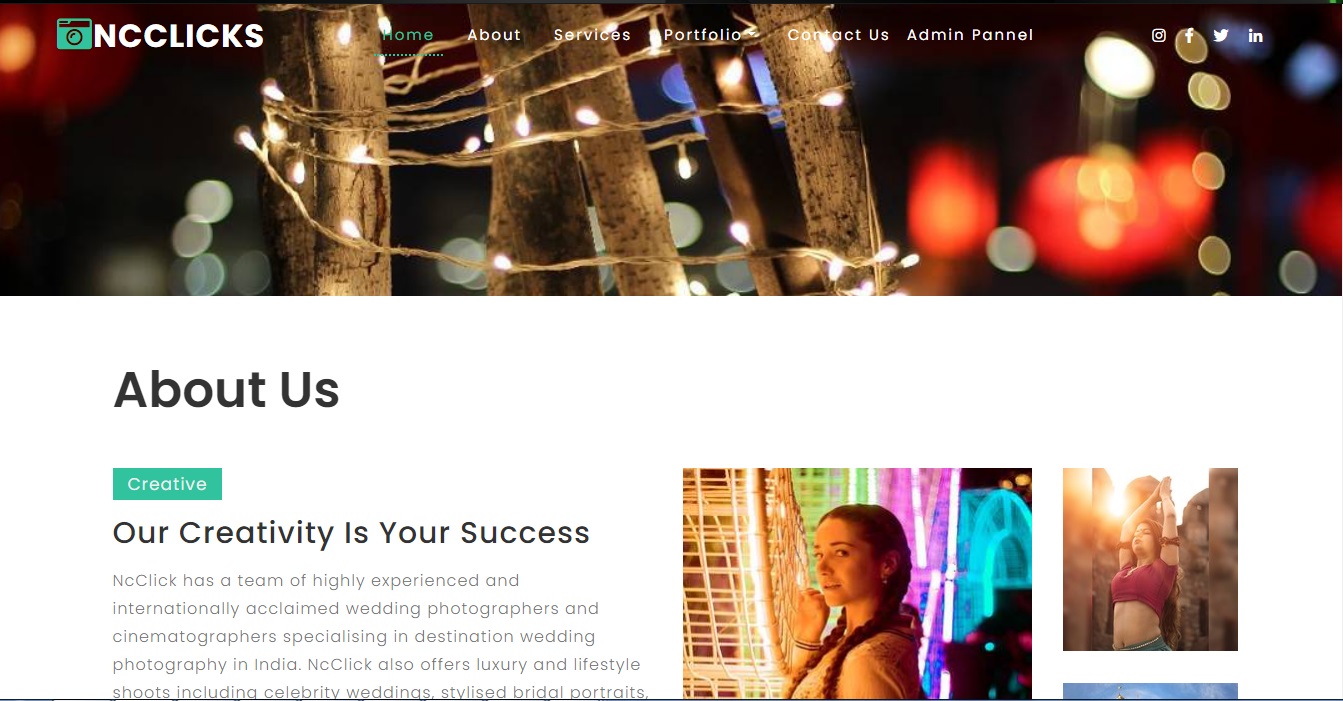 NCCLICKS
Home About Services Portfolio Contact Us Admin Pannel
About Us
Creative
Our Creativity Is Your Success
NcClick has a team of highly experienced and
internationally acclaimed wedding photographers and
cinematographers specialising in destination wedding
photography in India. NcClick also offers luxury and lifestyle
shoots including celebrity weddings, stylised bridal portraits,